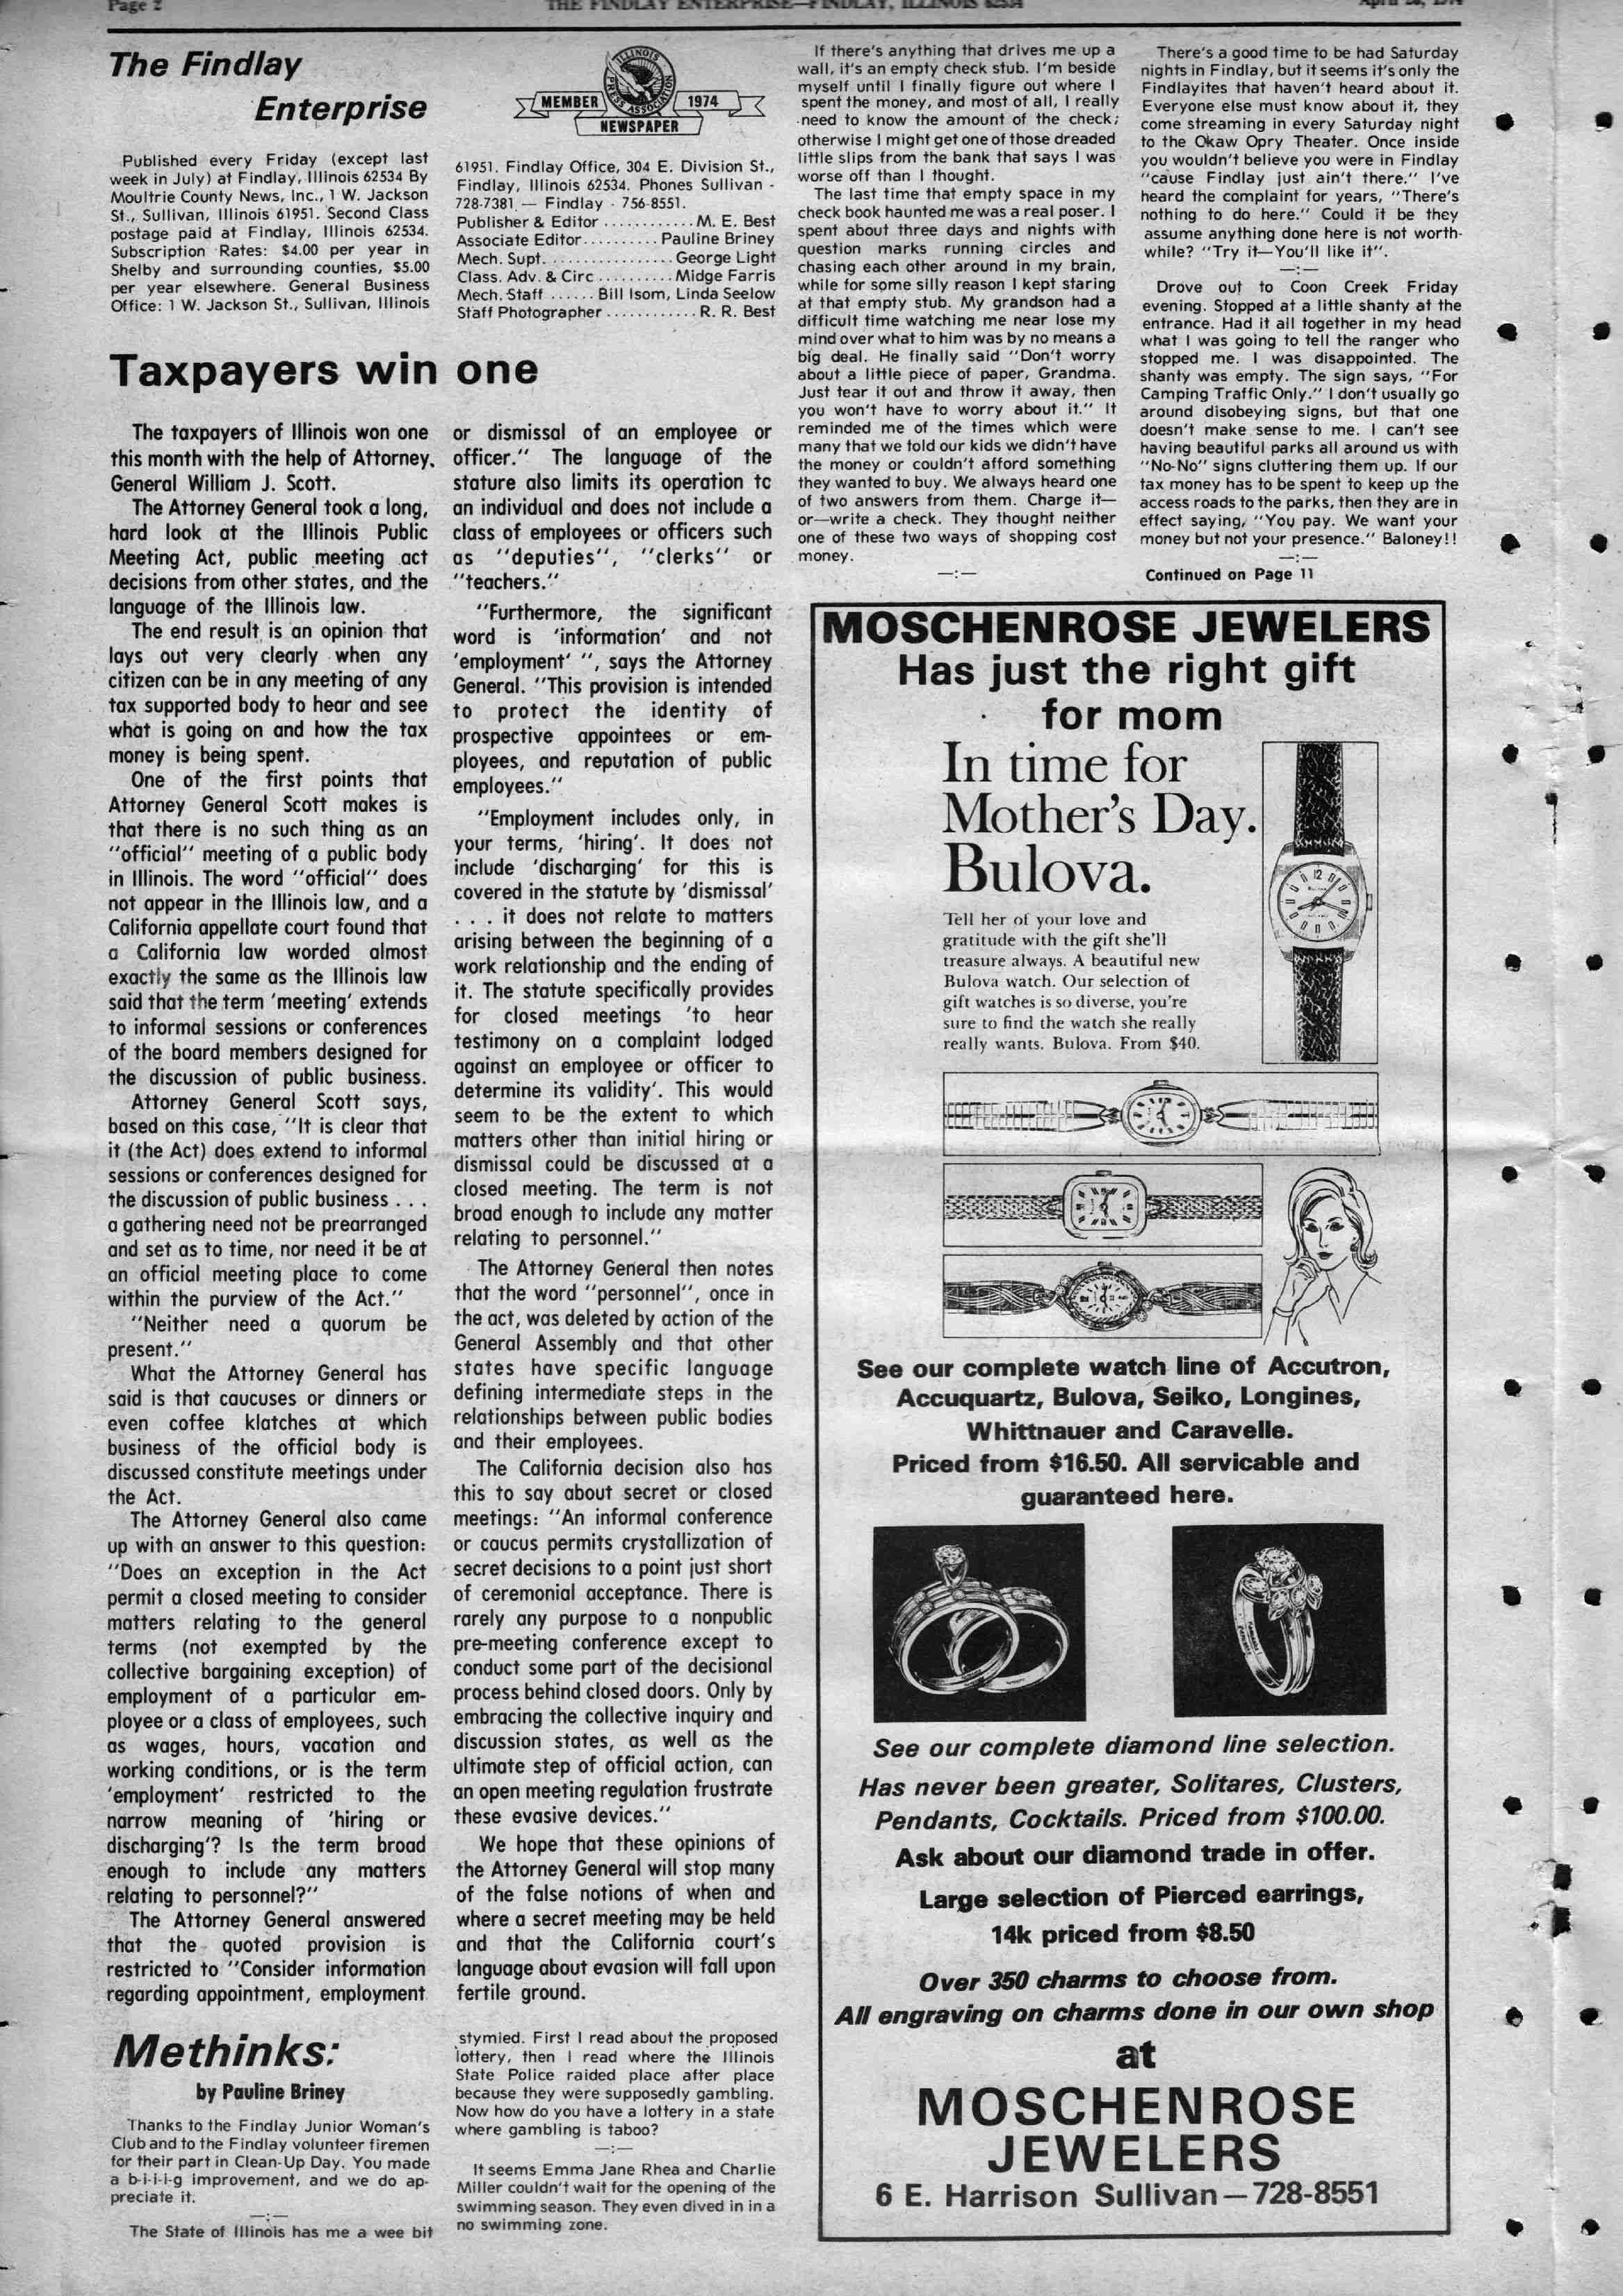 Page 2
THE FINDLAY ENTERPRISE—FINDLAY, ILLINOIS 62534
The Findlay
Enterprise
ILLINOIS
PRESS ASSOCIATION
MEMBER
1974
NEWSPAPER
Published every Friday (except last
week in July) at Findlay, Illinois 62534 By
Moultrie County News, Inc., 1 W. Jackson
St., Sullivan, Illinois 61951. Second Class
postage paid at Findlay, Illinois 62534.
Subscription Rates: $4.00 per year in
Shelby and surrounding counties, $5.00
per year elsewhere. General Business
Office: 1 W. Jackson St., Sullivan, Illinois
61951. Findlay Office, 304 E. Division St.,
Findlay, Illinois 62534. Phones Sullivan -
728-7381 — Findlay - 756-8551.
Publisher & Editor ............ M. E. Best
Associate Editor.......... Pauline Briney
Mech. Supt. ................ George Light
Class. Adv. & Circ .......... Midge Farris
Mech. Staff ...... Bill Isom, Linda Seelow
Staff Photographer ............ R. R. Best
Taxpayers win one
The taxpayers of Illinois won one
this month with the help of Attorney
General William J. Scott.
The Attorney General took a long,
hard look at the Illinois Public
Meeting Act, public meeting act
decisions from other states, and the
language of the Illinois law.
The end result is an opinion that
lays out very clearly when any
citizen can be in any meeting of any
tax supported body to hear and see
what is going on and how the tax
money is being spent.
One of the first points that
Attorney General Scott makes is
that there is no such thing as an
"official" meeting of a public body
in Illinois. The word "official" does
not appear in the Illinois law, and a
California appellate court found that
a California law worded almost
exactly the same as the Illinois law
said that the term 'meeting' extends
to informal sessions or conferences
of the board members designed for
the discussion of public business.
Attorney General Scott says,
based on this case, "It is clear that
it (the Act) does extend to informal
sessions or conferences designed for
the discussion of public business . . .
a gathering need not be prearranged
and set as to time, nor need it be at
an official meeting place to come
within the purview of the Act."
"Neither need a quorum be
present."
What the Attorney General has
said is that caucuses or dinners or
even coffee klatches at which
business of the official body is
discussed constitute meetings under
the Act.
The Attorney General also came
up with an answer to this question:
"Does an exception in the Act
permit a closed meeting to consider
matters relating to the general
terms (not exempted by the
collective bargaining exception) of
employment of a particular em-
ployee or a class of employees, such
as wages, hours, vacation and
working conditions, or is the term
'employment' restricted to the
narrow meaning of 'hiring or
discharging'? Is the term broad
enough to include any matters
relating to personnel?"
The Attorney General answered
that the quoted provision is
restricted to "Consider information
regarding appointment, employment
or dismissal of an employee or
officer." The language of the
stature also limits its operation tc
an individual and does not include a
class of employees or officers such
as "deputies", "clerks" or
"teachers."
"Furthermore, the significant
word is 'information' and not
'employment' ", says the Attorney
General. "This provision is intended
to protect the identity of
prospective appointees or em-
ployees, and reputation of public
employees."
"Employment includes only, in
your terms, 'hiring'. It does not
include 'discharging' for this is
covered in the statute by 'dismissal'
. . . it does not relate to matters
arising between the beginning of a
work relationship and the ending of
it. The statute specifically provides
for closed meetings 'to hear
testimony on a complaint lodged
against an employee or officer to
determine its validity'. This would
seem to be the extent to which
matters other than initial hiring or
dismissal could be discussed at a
closed meeting. The term is not
broad enough to include any matter
relating to personnel."
The Attorney General then notes
that the word "personnel", once in
the act, was deleted by action of the
General Assembly and that other
states have specific language
defining intermediate steps in the
relationships between public bodies
and their employees.
The California decision also has
this to say about secret or closed
meetings: "An informal conference
or caucus permits crystallization of
secret decisions to a point just short
of ceremonial acceptance. There is
rarely any purpose to a nonpublic
pre-meeting conference except to
conduct some part of the decisional
process behind closed doors. Only by
embracing the collective inquiry and
discussion states, as well as the
ultimate step of official action, can
an open meeting regulation frustrate
these evasive devices."
We hope that these opinions of
the Attorney General will stop many
of the false notions of when and
where a secret meeting may be held
and that the California court's
language about evasion will fall upon
fertile ground.
Methinks:
by Pauline Briney
Thanks to the Findlay Junior Woman's
Club and to the Findlay volunteer firemen
for their part in Clean-Up Day. You made
a b-i-i-i-g improvement, and we do ap-
preciate it.
—:—
The State of Illinois has me a wee bit
stymied. First I read about the proposed
lottery, then I read where the Illinois
State Police raided place after place
because they were supposedly gambling.
Now how do you have a lottery in a state
where gambling is taboo?
—:—
It seems Emma Jane Rhea and Charlie
Miller couldn't wait for the opening of the
swimming season. They even dived in in a
no swimming zone.
If there's anything that drives me up a
wall, it's an empty check stub. I'm beside
myself until I finally figure out where I
spent the money, and most of all, I really
need to know the amount of the check;
otherwise I might get one of those dreaded
little slips from the bank that says I was
worse off than I thought.
The last time that empty space in my
check book haunted me was a real poser. I
spent about three days and nights with
question marks running circles and
chasing each other around in my brain,
while for some silly reason I kept staring
at that empty stub. My grandson had a
difficult time watching me near lose my
mind over what to him was by no means a
big deal. He finally said "Don't worry
about a little piece of paper, Grandma.
Just tear it out and throw it away, then
you won't have to worry about it." It
reminded me of the times which were
many that we told our kids we didn't have
the money or couldn't afford something
they wanted to buy. We always heard one
of two answers from them. Charge it—
or—write a check. They thought neither
one of these two ways of shopping cost
money.
—:—
There's a good time to be had Saturday
nights in Findlay, but it seems it's only the
Findlayites that haven't heard about it.
Everyone else must know about it, they
come streaming in every Saturday night
to the Okaw Opry Theater. Once inside
you wouldn't believe you were in Findlay
"cause Findlay just ain't there." I've
heard the complaint for years, "There's
nothing to do here." Could it be they
assume anything done here is not worth-
while? "Try it—You'll like it".
—:—
Drove out to Coon Creek Friday
evening. Stopped at a little shanty at the
entrance. Had it all together in my head
what I was going to tell the ranger who
stopped me. I was disappointed. The
shanty was empty. The sign says, "For
Camping Traffic Only." I don't usually go
around disobeying signs, but that one
doesn't make sense to me. I can't see
having beautiful parks all around us with
"No-No" signs cluttering them up. If our
tax money has to be spent to keep up the
access roads to the parks, then they are in
effect saying, "You pay. We want your
money but not your presence." Baloney!!
—:—
Continued on Page 11
MOSCHENROSE JEWELERS
Has just the right gift
for mom
In time for
Mother's Day.
Bulova.
Tell her of your love and
gratitude with the gift she'll
treasure always. A beautiful new
Bulova watch. Our selection of
gift watches is so diverse, you're
sure to find the watch she really
really wants. Bulova. From $40.
See our complete watch line of Accutron,
Accuquartz, Bulova, Seiko, Longines,
Whittnauer and Caravelle.
Priced from $16.50. All servicable and
guaranteed here.
See our complete diamond line selection.
Has never been greater, Solitares, Clusters,
Pendants, Cocktails. Priced from $100.00.
Ask about our diamond trade in offer.
Large selection of Pierced earrings,
14k priced from $8.50
Over 350 charms to choose from.
All engraving on charms done in our own shop
at
MOSCHENROSE
JEWELERS
6 E. Harrison Sullivan — 728-8551